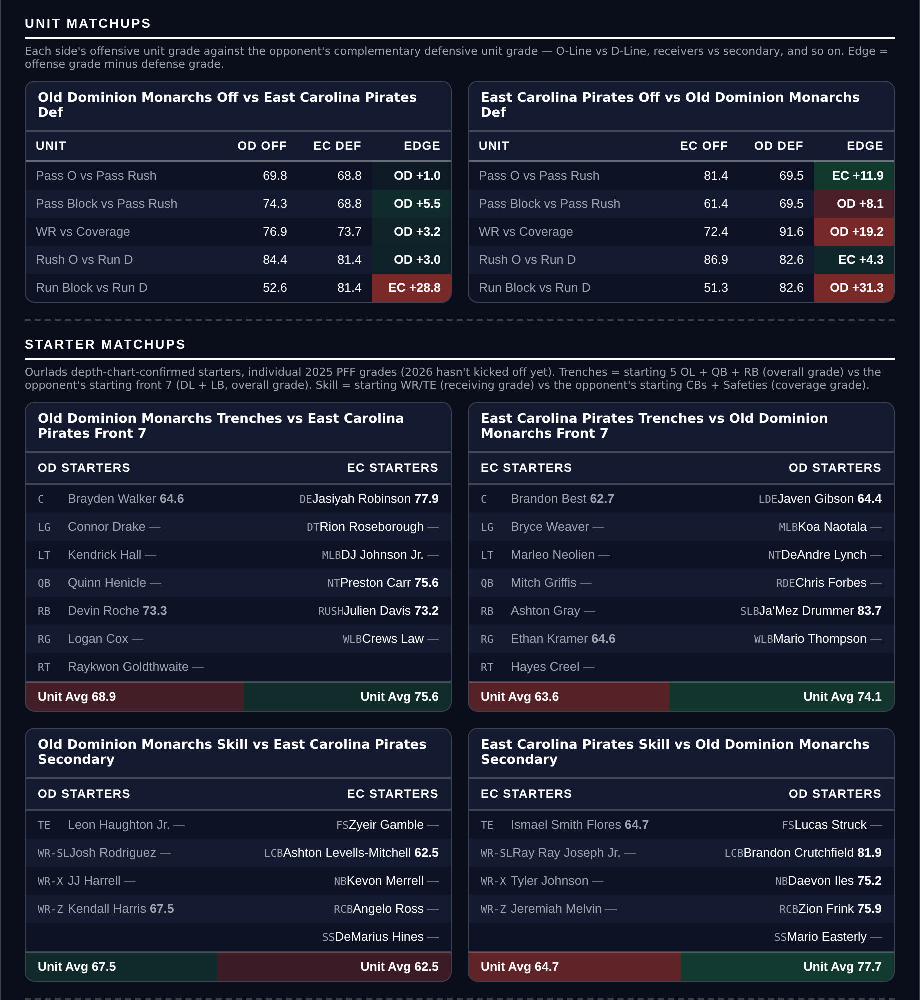 UNIT MATCHUPS
Each side's offensive unit grade against the opponent's complementary defensive unit grade — O-Line vs D-Line, receivers vs secondary, and so on. Edge =
offense grade minus defense grade.
Old Dominion Monarchs Off vs East Carolina Pirates
Def
UNIT OD OFF EC DEF EDGE
Pass O vs Pass Rush 69.8 68.8 OD +1.0
Pass Block vs Pass Rush 74.3 68.8 OD +5.5
WR vs Coverage 76.9 73.7 OD +3.2
Rush O vs Run D 84.4 81.4 OD +3.0
Run Block vs Run D 52.6 81.4 EC +28.8
East Carolina Pirates Off vs Old Dominion Monarchs
Def
UNIT EC OFF OD DEF EDGE
Pass O vs Pass Rush 81.4 69.5 EC +11.9
Pass Block vs Pass Rush 61.4 69.5 OD +8.1
WR vs Coverage 72.4 91.6 OD +19.2
Rush O vs Run D 86.9 82.6 EC +4.3
Run Block vs Run D 51.3 82.6 OD +31.3
STARTER MATCHUPS
Ourlads depth-chart-confirmed starters, individual 2025 PFF grades (2026 hasn't kicked off yet). Trenches = starting 5 OL + QB + RB (overall grade) vs the
opponent's starting front 7 (DL + LB, overall grade). Skill = starting WR/TE (receiving grade) vs the opponent's starting CBs + Safeties (coverage grade).
Old Dominion Monarchs Trenches vs East Carolina
Pirates Front 7
OD STARTERS EC STARTERS
C Brayden Walker 64.6 DEJasiyah Robinson 77.9
LG Connor Drake — DTRion Roseborough —
LT Kendrick Hall — MLBDJ Johnson Jr. —
QB Quinn Henicle — NTPreston Carr 75.6
RB Devin Roche 73.3 RUSHJulien Davis 73.2
RG Logan Cox — WLBCrews Law —
RT Raykwon Goldthwaite —
Unit Avg 68.9 Unit Avg 75.6
East Carolina Pirates Trenches vs Old Dominion
Monarchs Front 7
EC STARTERS OD STARTERS
C Brandon Best 62.7 LDEJaven Gibson 64.4
LG Bryce Weaver — MLBKoa Naotala —
LT Marleo Neolien — NTDeAndre Lynch —
QB Mitch Griffis — RDEChris Forbes —
RB Ashton Gray — SLBJa'Mez Drummer 83.7
RG Ethan Kramer 64.6 WLBMario Thompson —
RT Hayes Creel —
Unit Avg 63.6 Unit Avg 74.1
Old Dominion Monarchs Skill vs East Carolina Pirates
Secondary
OD STARTERS EC STARTERS
TE Leon Haughton Jr. — FSZyeir Gamble —
WR-SLJosh Rodriguez — LCBAshton Levells-Mitchell 62.5
WR-X JJ Harrell — NBKevon Merrell —
WR-Z Kendall Harris 67.5 RCBAngelo Ross —
SSDeMarius Hines —
Unit Avg 67.5 Unit Avg 62.5
East Carolina Pirates Skill vs Old Dominion Monarchs
Secondary
EC STARTERS OD STARTERS
TE Ismael Smith Flores 64.7 FSLucas Struck —
WR-SLRay Ray Joseph Jr. — LCBBrandon Crutchfield 81.9
WR-X Tyler Johnson — NBDaevon Iles 75.2
WR-Z Jeremiah Melvin — RCBZion Frink 75.9
SSMario Easterly —
Unit Avg 64.7 Unit Avg 77.7